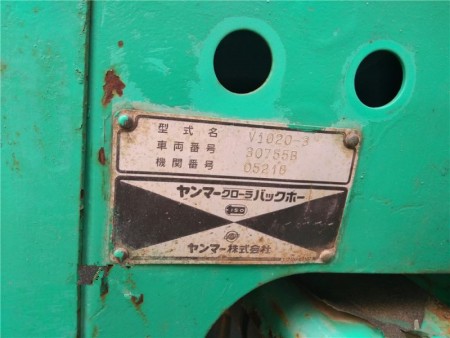 型式名 ViO20-3
車両番号 30755B
機関番号 05216
ヤンマークローラバックホー
ヤンマー株式会社